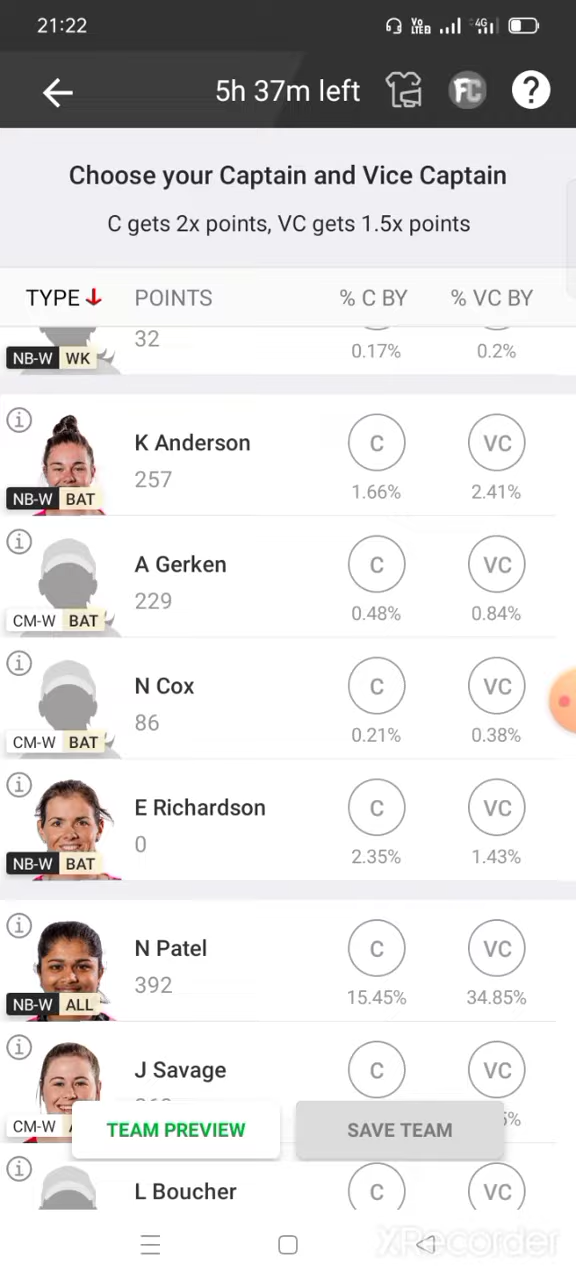 21:22
Vo LTE D 4G
5h 37m left
FC
?
Choose your Captain and Vice Captain
C gets 2x points, VC gets 1.5x points
TYPE POINTS % C BY % VC BY
32
NB-W WK 0.17% 0.2%
i
K Anderson C VC
257
NB-W BAT 1.66% 2.41%
i
A Gerken C VC
229
CM-W BAT 0.48% 0.84%
i
N Cox C VC
86
CM-W BAT 0.21% 0.38%
i
E Richardson C VC
0
NB-W BAT 2.35% 1.43%
i
N Patel C VC
392
NB-W ALL 15.45% 34.85%
i
J Savage C VC
CM-W
TEAM PREVIEW SAVE TEAM
i
L Boucher C VC
XRecorder